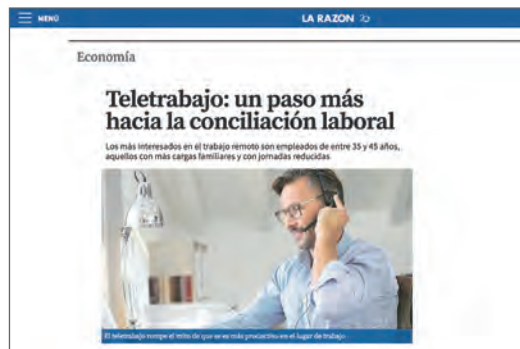 MENÚ
LA RAZON
Economía
Teletrabajo: un paso más
hacia la conciliación laboral
Los más interesados en el trabajo remoto son empleados de entre 35 y 45 años,
aquellos con más cargas familiares y con jornadas reducidas
El teletrabajo rompe el mito de que se es más productivo en el lugar de trabajo